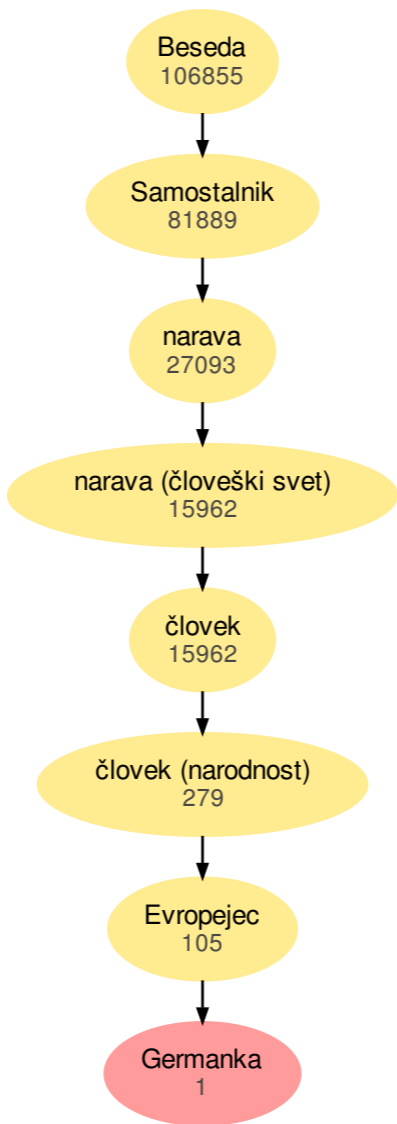 Beseda
106855
Samostalnik
81889
narava
27093
narava (človeški svet)
15962
človek
15962
človek (narodnost)
279
Evropejec
105
Germanka
1